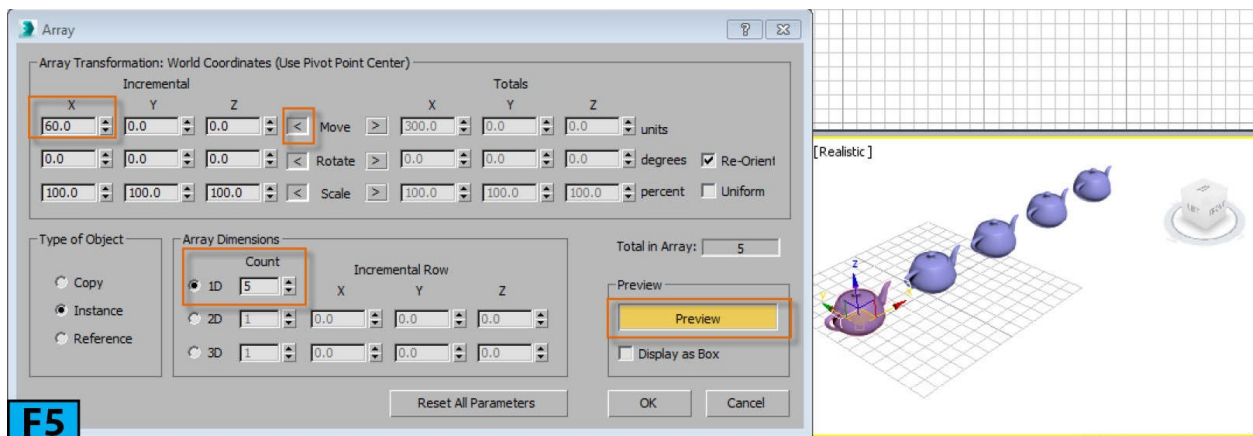 Array
Array Transformation: World Coordinates (Use Pivot Point Center)
Incremental Totals
X Y Z X Y Z
60.0 0.0 0.0 < Move > 300.0 0.0 0.0 units
0.0 0.0 0.0 < Rotate > 0.0 0.0 0.0 degrees Re-Orient
100.0 100.0 100.0 < Scale > 100.0 100.0 100.0 percent Uniform
Type of Object
Copy
Instance
Reference
Array Dimensions
Count
Incremental Row
1D 5 X Y Z
2D 1 0.0 0.0 0.0
3D 1 0.0 0.0 0.0
Total in Array: 5
Preview
Preview
Display as Box
Reset All Parameters OK Cancel
F5
[Realistic ]
Z